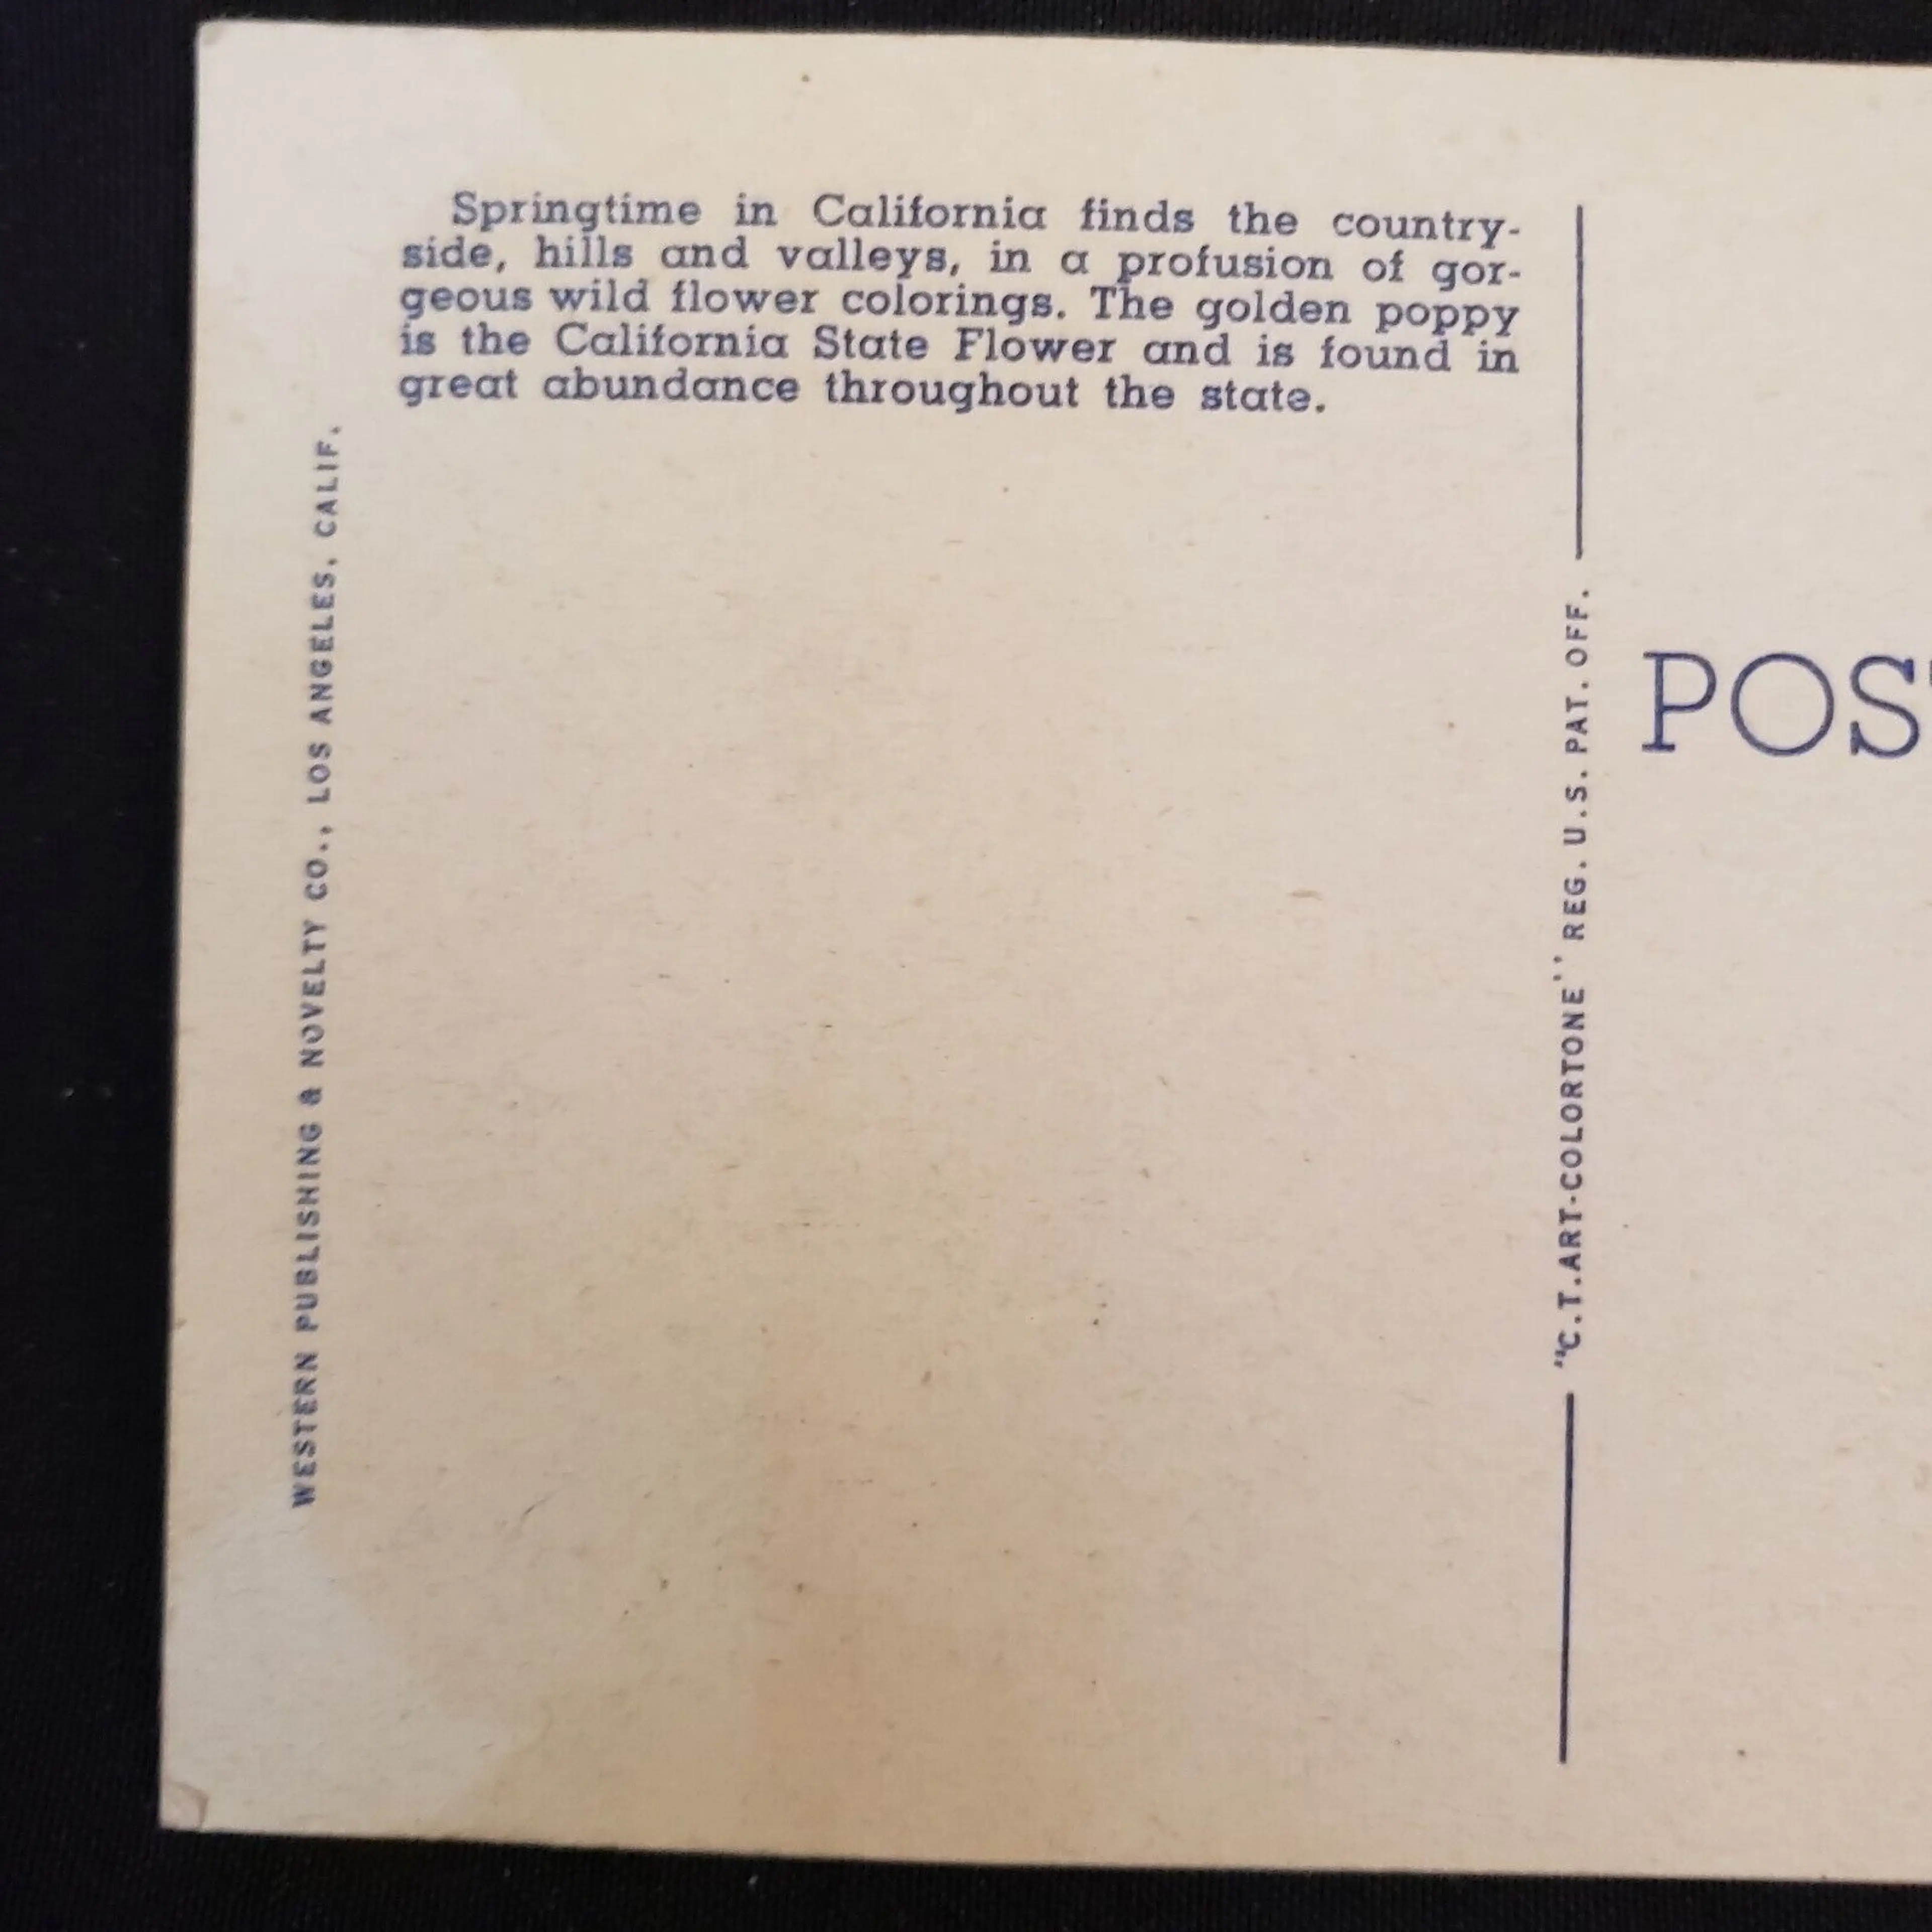 Springtime in California finds the country-
side, hills and valleys, in a profusion of gor-
geous wild flower colorings. The golden poppy
is the California State Flower and is found in
great abundance throughout the state.
WESTERN PUBLISHING & NOVELTY CO., LOS ANGELES, CALIF.
"C.T.ART-COLORTONE" REG. U.S. PAT. OFF.
POS